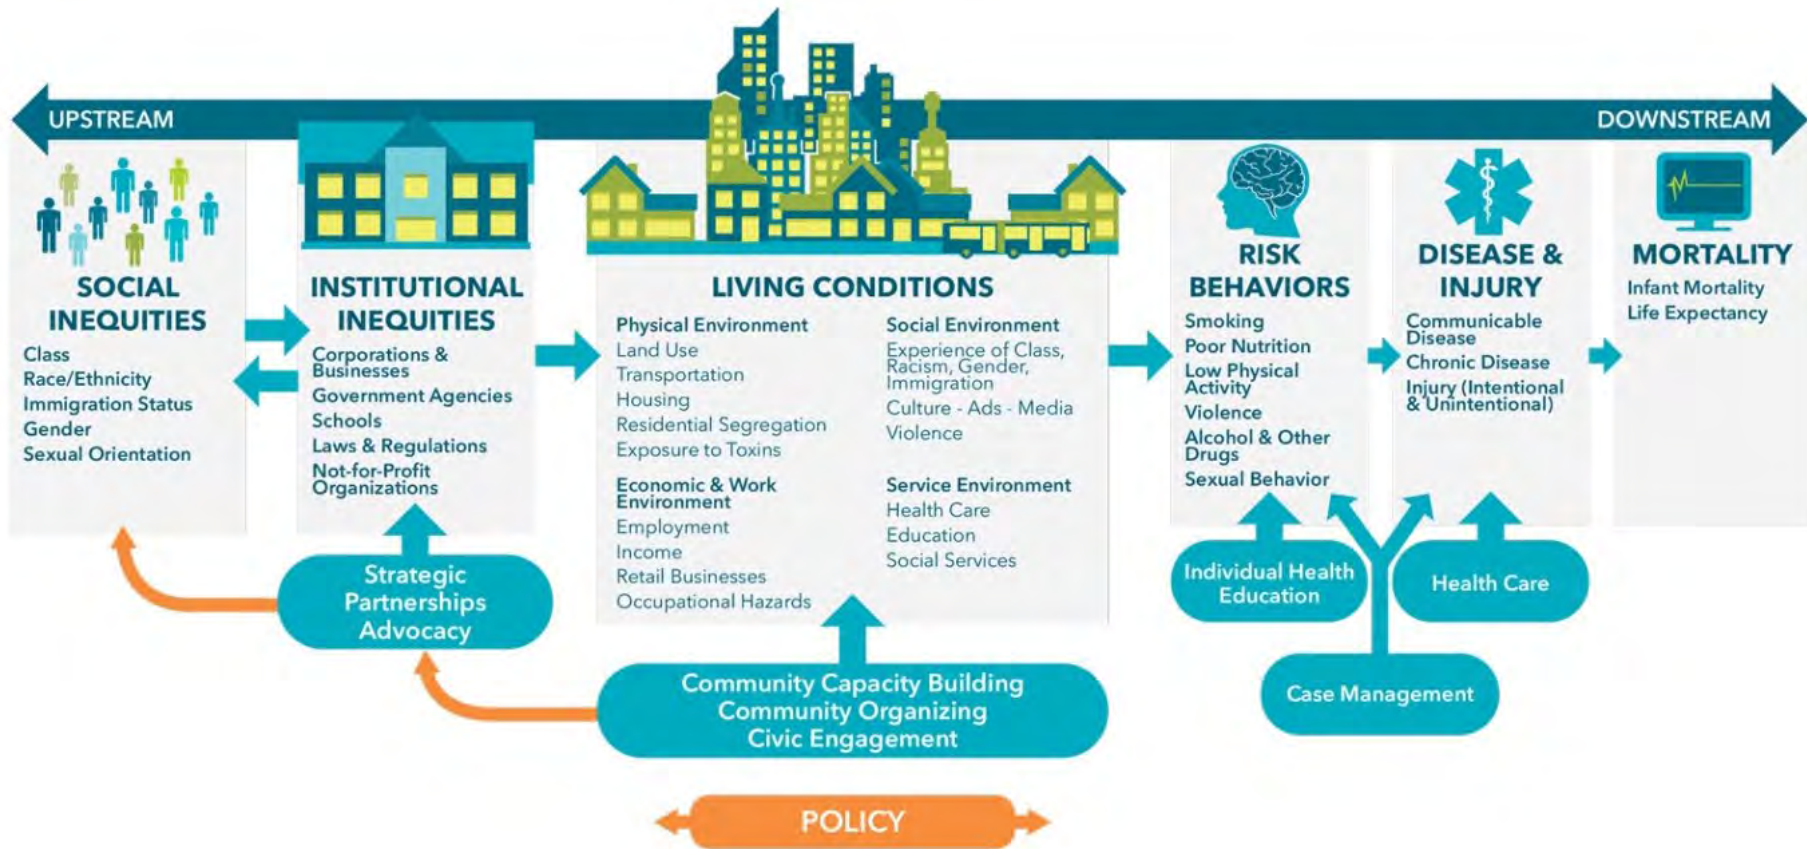 UPSTREAM
DOWNSTREAM
SOCIAL
INEQUITIES
Class
Race/Ethnicity
Immigration Status
Gender
Sexual Orientation
INSTITUTIONAL
INEQUITIES
Corporations &
Businesses
Government Agencies
Schools
Laws & Regulations
Not-for-Profit
Organizations
LIVING CONDITIONS
Physical Environment
Land Use
Transportation
Housing
Residential Segregation
Exposure to Toxins
Economic & Work
Environment
Employment
Income
Retail Businesses
Occupational Hazards
Social Environment
Experience of Class,
Racism, Gender,
Immigration
Culture - Ads - Media
Violence
Service Environment
Health Care
Education
Social Services
RISK
BEHAVIORS
Smoking
Poor Nutrition
Low Physical
Activity
Violence
Alcohol & Other
Drugs
Sexual Behavior
DISEASE &
INJURY
Communicable
Disease
Chronic Disease
Injury (Intentional
& Unintentional)
MORTALITY
Infant Mortality
Life Expectancy
Strategic
Partnerships
Advocacy
Community Capacity Building
Community Organizing
Civic Engagement
Individual Health
Education
Health Care
Case Management
POLICY